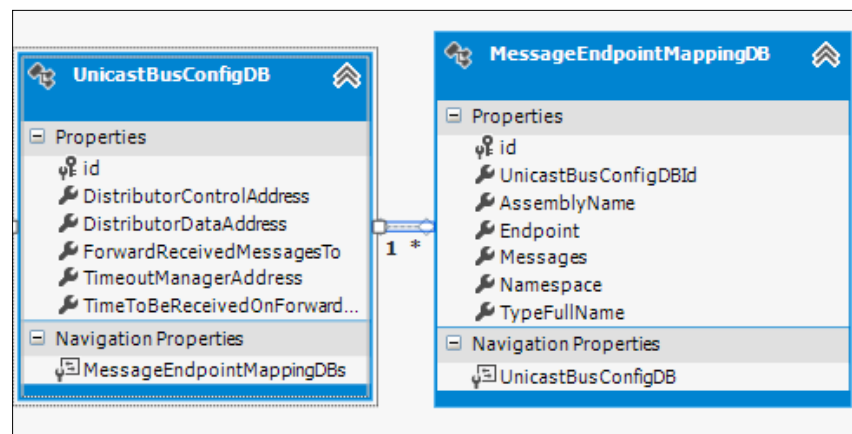 UnicastBusConfigDB
Properties
id
DistributorControlAddress
DistributorDataAddress
ForwardReceivedMessagesTo
TimeoutManagerAddress
TimeToBeReceivedOnForward...
Navigation Properties
MessageEndpointMappingDBs
1 *
MessageEndpointMappingDB
Properties
id
UnicastBusConfigDBId
AssemblyName
Endpoint
Messages
Namespace
TypeFullName
Navigation Properties
UnicastBusConfigDB